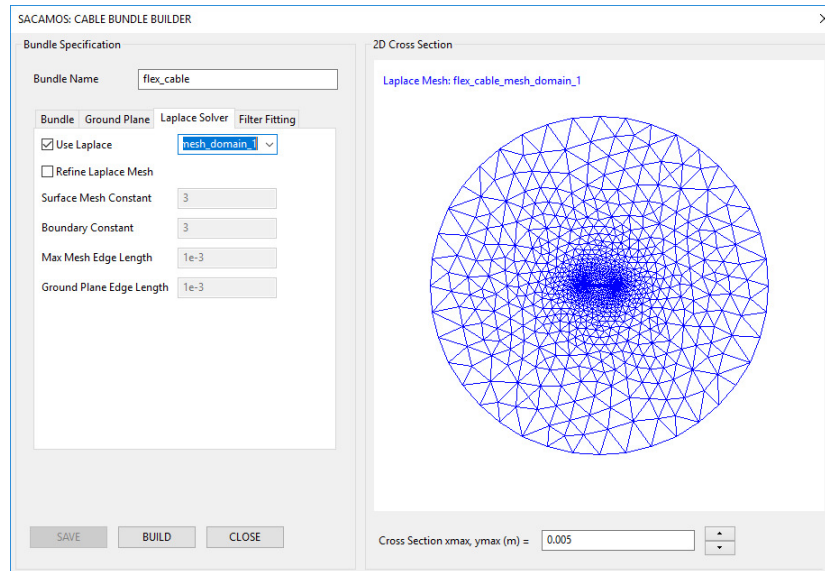 SACAMOS: CABLE BUNDLE BUILDER
Bundle Specification
Bundle Name flex_cable
Bundle Ground Plane Laplace Solver Filter Fitting
Use Laplace mesh_domain_1
Refine Laplace Mesh
Surface Mesh Constant 3
Boundary Constant 3
Max Mesh Edge Length 1e-3
Ground Plane Edge Length 1e-3
SAVE BUILD CLOSE
2D Cross Section
Laplace Mesh: flex_cable_mesh_domain_1
Cross Section xmax, ymax (m) = 0.005